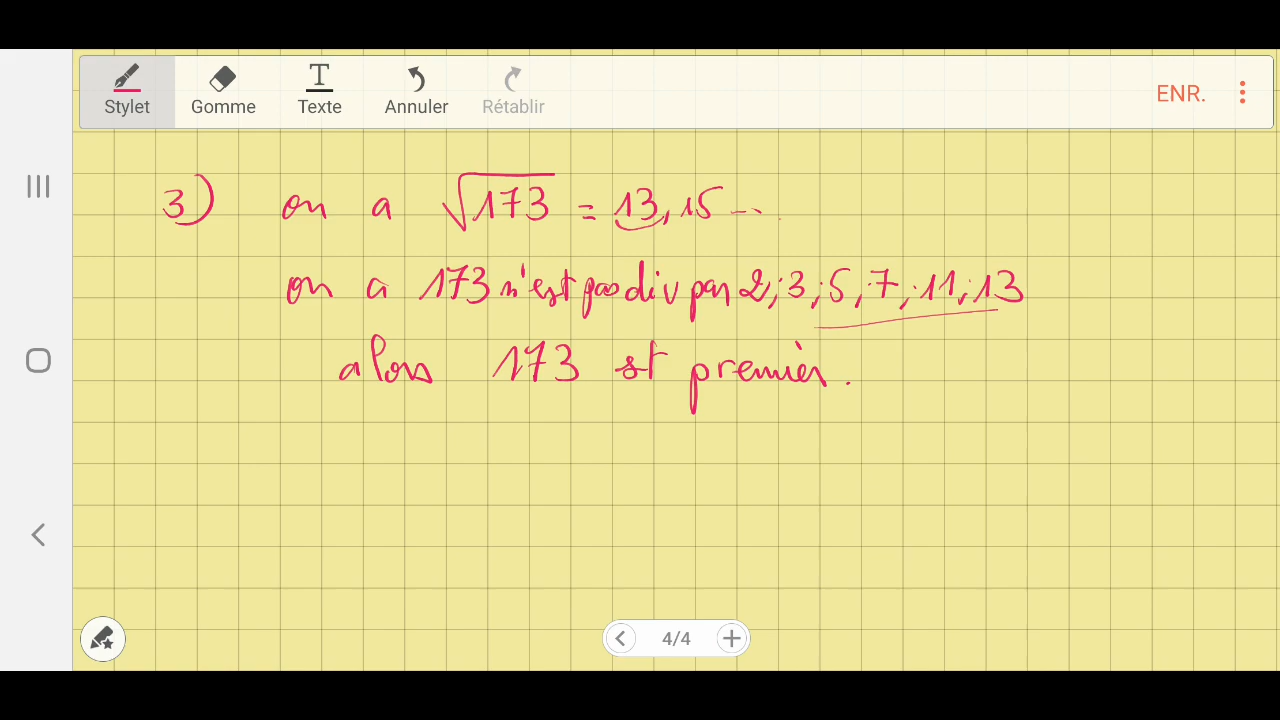 Stylet Gomme Texte Annuler Rétablir ENR.
3) on a √173 = 13,15 ...
on a 173 n'est pas div par 2; 3; 5; 7; 11; 13
alors 173 st premier.
4/4